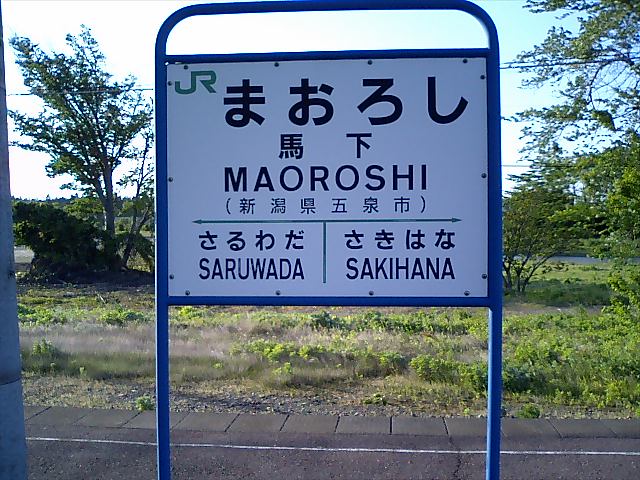 JR まおろし
馬下
MAOROSHI
(新潟県五泉市)
さるわだ さきはな
SARUWADA SAKIHANA